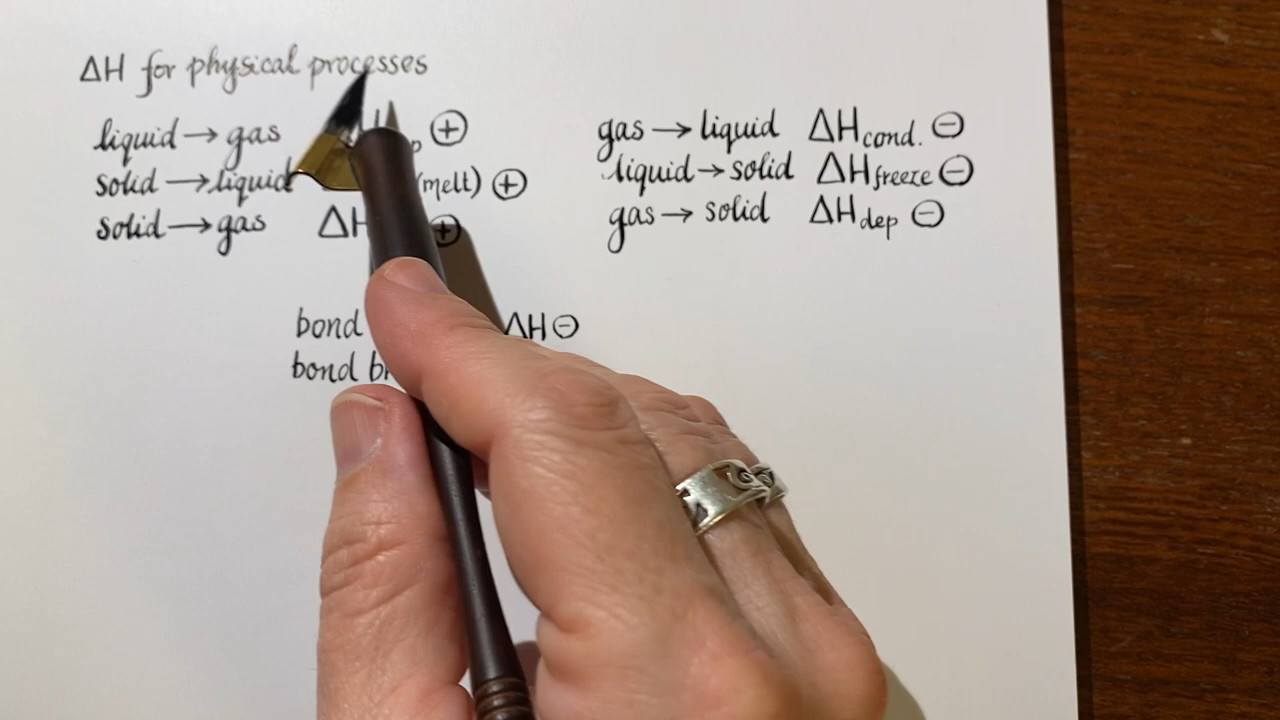 ΔH for physical processes
liquid → gas ⊕
solid → liquid (melt) ⊕
solid → gas ΔH ⊕
gas → liquid ΔHcond. ⊖
liquid → solid ΔHfreeze ⊖
gas → solid ΔHdep ⊖
bond ΔH ⊖
bond